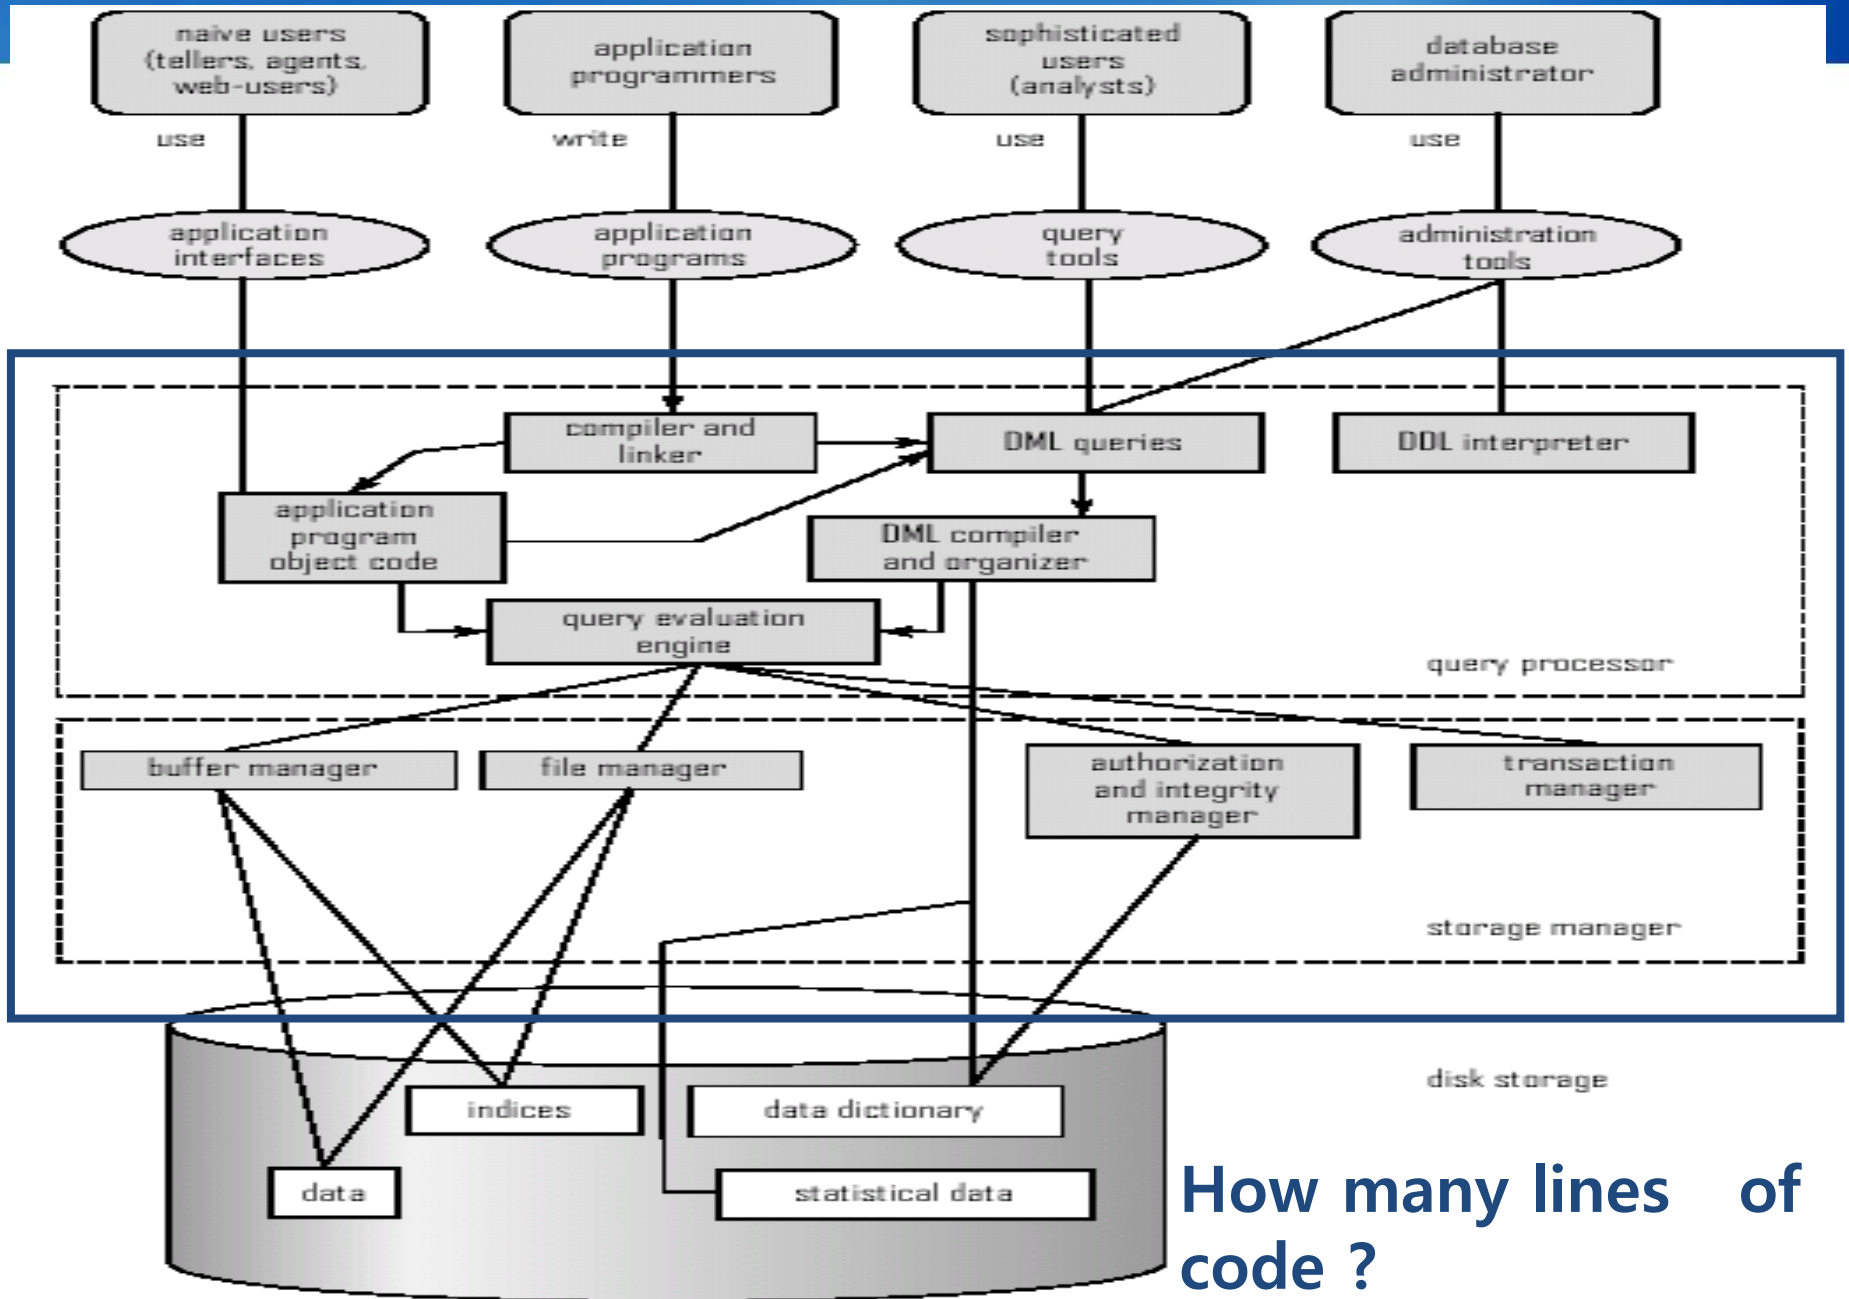 naive users
(tellers, agents,
web-users)
application
programmers
sophisticated
users
(analysts)
database
administrator
use
write
use
use
application
interfaces
application
programs
query
tools
administration
tools
compiler and
linker
DML queries
DDL interpreter
application
program
object code
DML compiler
and organizer
query evaluation
engine
query processor
buffer manager
file manager
authorization
and integrity
manager
transaction
manager
storage manager
disk storage
indices
data dictionary
data
statistical data
How many lines of
code ?